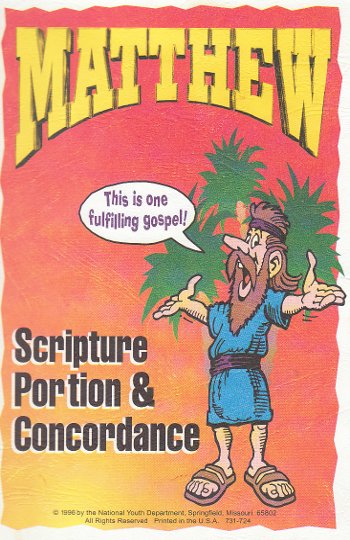 MATTHEW
This is one
fulfilling gospel!
Scripture
Portion &
Concordance
© 1996 by the National Youth Department, Springfield, Missouri 65802
All Rights Reserved Printed in the U.S.A. 731-724